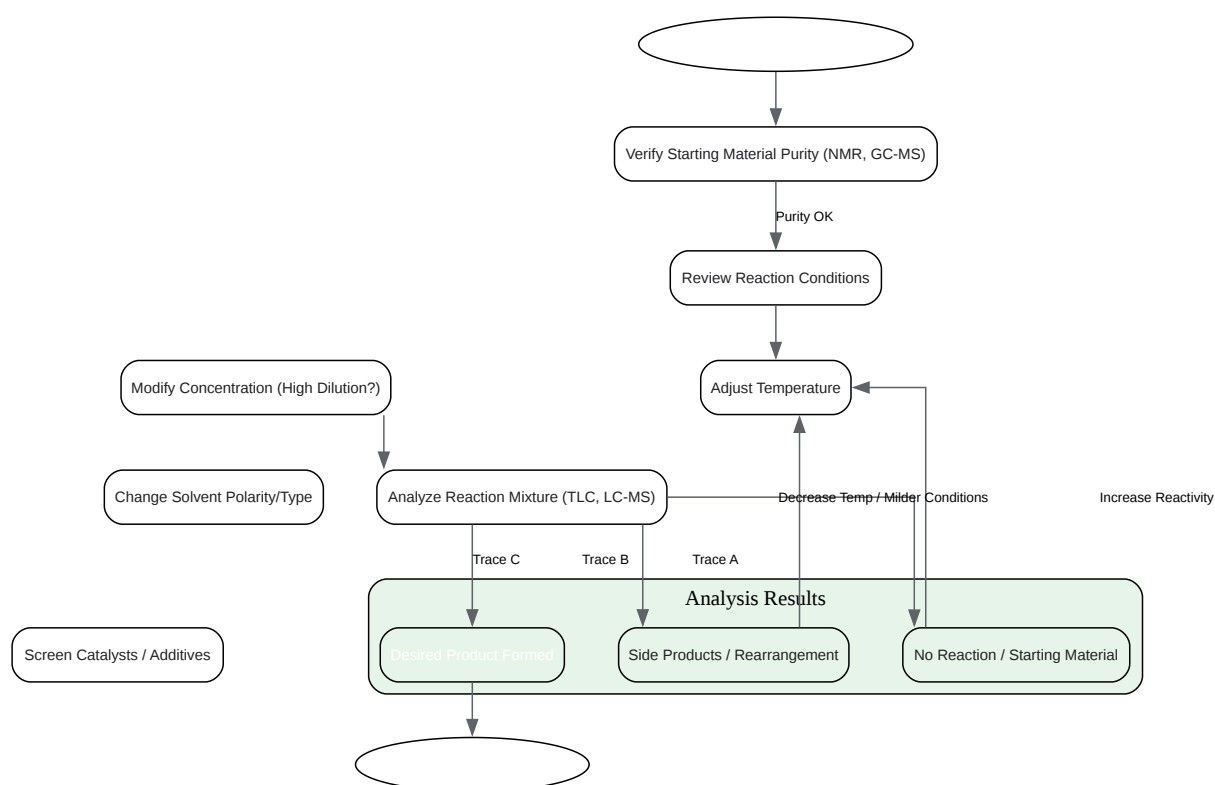 Verify Starting Material Purity (NMR, GC-MS)
Purity OK
Review Reaction Conditions
Modify Concentration (High Dilution?)
Adjust Temperature
Change Solvent Polarity/Type
Analyze Reaction Mixture (TLC, LC-MS)
Decrease Temp / Milder Conditions
Increase Reactivity
Trace C
Trace B
Trace A
Analysis Results
Screen Catalysts / Additives
Desired Product Formed
Side Products / Rearrangement
No Reaction / Starting Material